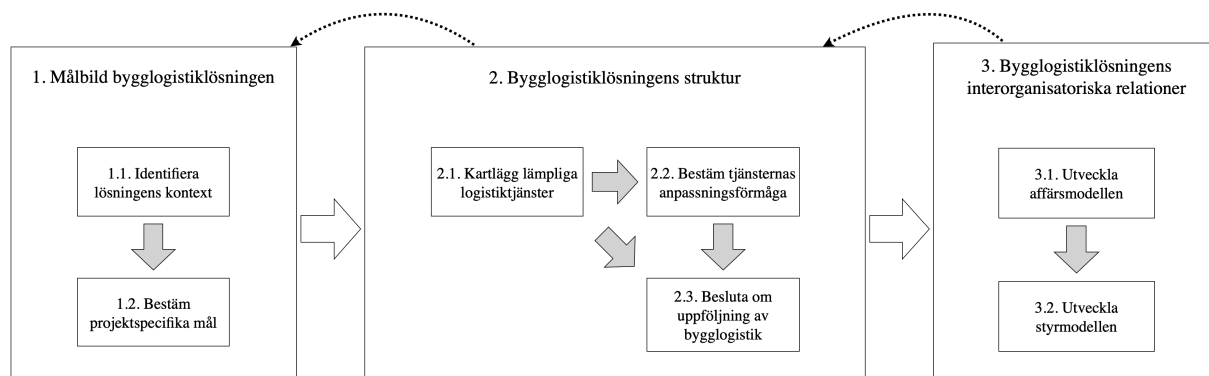 1. Målbild bygglogistiklösningen
1.1. Identifiera
lösningens kontext
1.2. Bestäm
projektspecifika mål
2. Bygglogistiklösningens struktur
2.1. Kartlägg lämpliga
logistiktjänster
2.2. Bestäm tjänsternas
anpassningsförmåga
2.3. Besluta om
uppföljning av
bygglogistik
3. Bygglogistiklösningens
interorganisatoriska relationer
3.1. Utveckla
affärsmodellen
3.2. Utveckla
styrmodellen